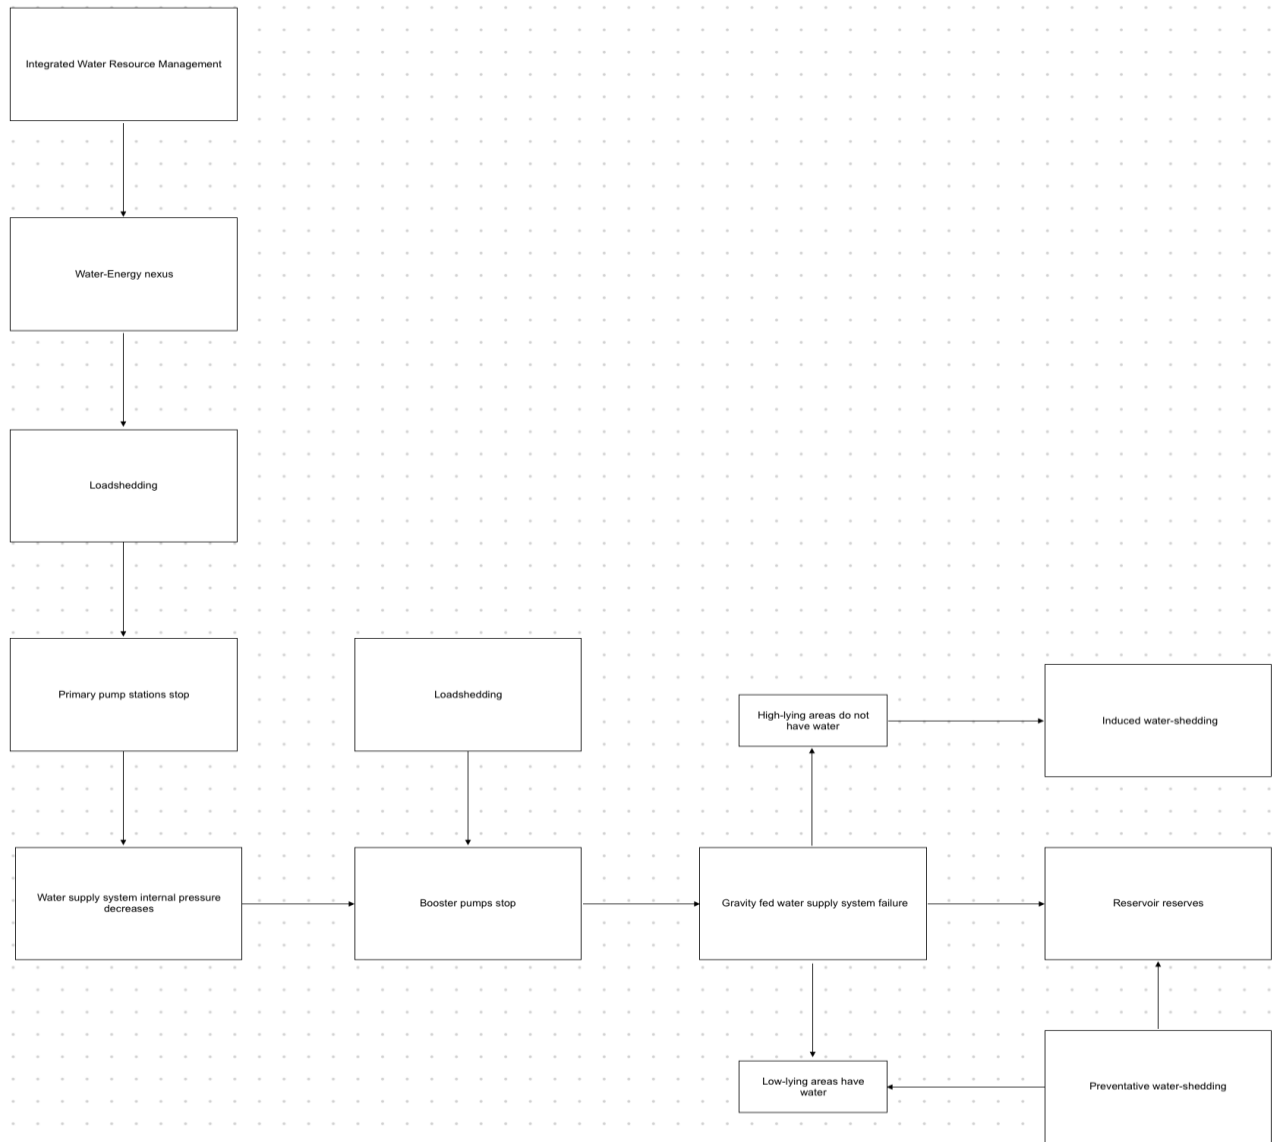 Integrated Water Resource Management
Water-Energy nexus
Loadshedding
Primary pump stations stop
Loadshedding
High-lying areas do not
have water
Induced water-shedding
Water supply system internal pressure
decreases
Booster pumps stop
Gravity fed water supply system failure
Reservoir reserves
Low-lying areas have
water
Preventative water-shedding